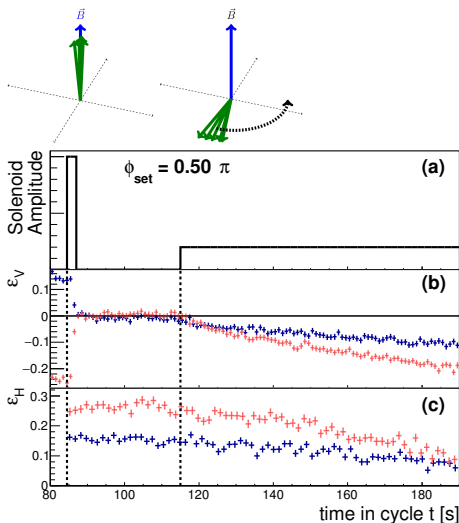 B⃗
B⃗
Solenoid
Amplitude
ϕset = 0.50 π
(a)
εV
0.1
0
-0.1
-0.2
(b)
εH
0.3
0.2
0.1
0
(c)
80 100 120 140 160 180
time in cycle t [s]